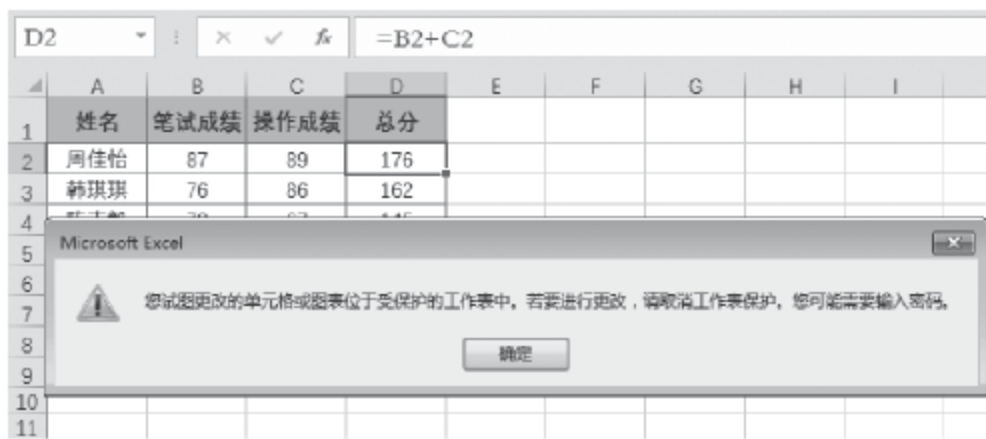 D2 fx =B2+C2
A B C D E F G H I
1 姓名 笔试成绩 操作成绩 总分
2 周佳怡 87 89 176
3 韩琪琪 76 86 162
4
Microsoft Excel
5
6
您试图更改的单元格或图表位于受保护的工作表中。若要进行更改，请取消工作表保护。您可能需要输入密码。
7
8 确定
9
10
11